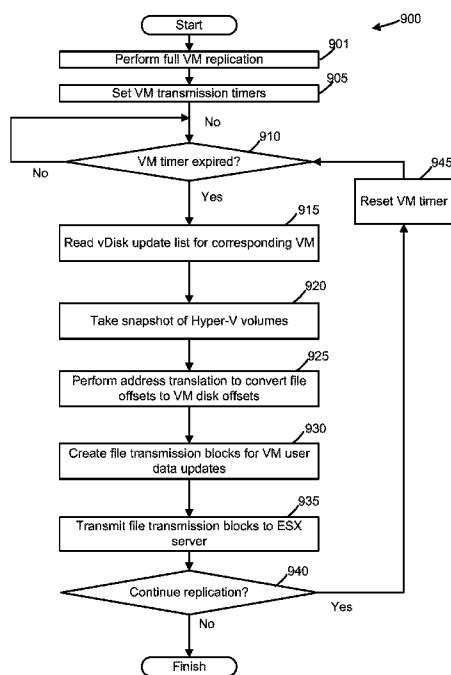 Start
900
901
Perform full VM replication
905
Set VM transmission timers
No
910
VM timer expired?
No
945
Reset VM timer
Yes
915
Read vDisk update list for corresponding VM
920
Take snapshot of Hyper-V volumes
925
Perform address translation to convert file
offsets to VM disk offsets
930
Create file transmission blocks for VM user
data updates
935
Transmit file transmission blocks to ESX
server
940
Continue replication?
Yes
No
Finish